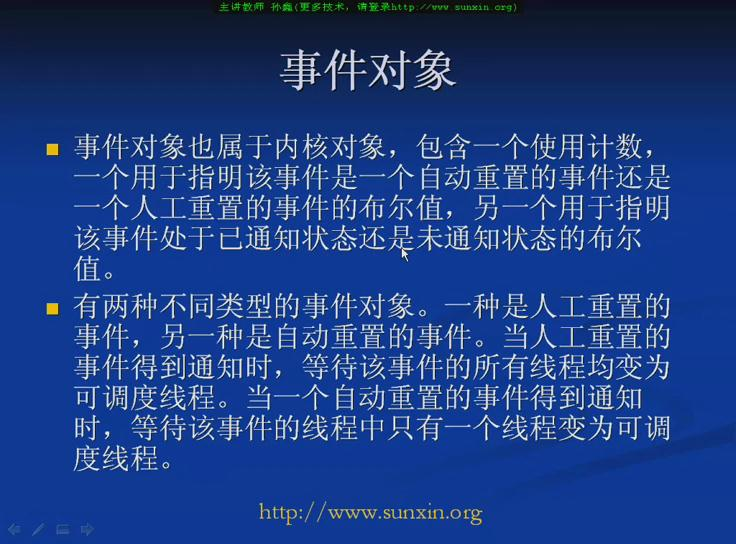 主讲教师 孙鑫(更多技术，请登录http://www.sunxin.org)
事件对象
事件对象也属于内核对象，包含一个使用计数，
一个用于指明该事件是一个自动重置的事件还是
一个人工重置的事件的布尔值，另一个用于指明
该事件处于已通知状态还是未通知状态的布尔
值。
有两种不同类型的事件对象。一种是人工重置的
事件，另一种是自动重置的事件。当人工重置的
事件得到通知时，等待该事件的所有线程均变为
可调度线程。当一个自动重置的事件得到通知
时，等待该事件的线程中只有一个线程变为可调
度线程。
http://www.sunxin.org